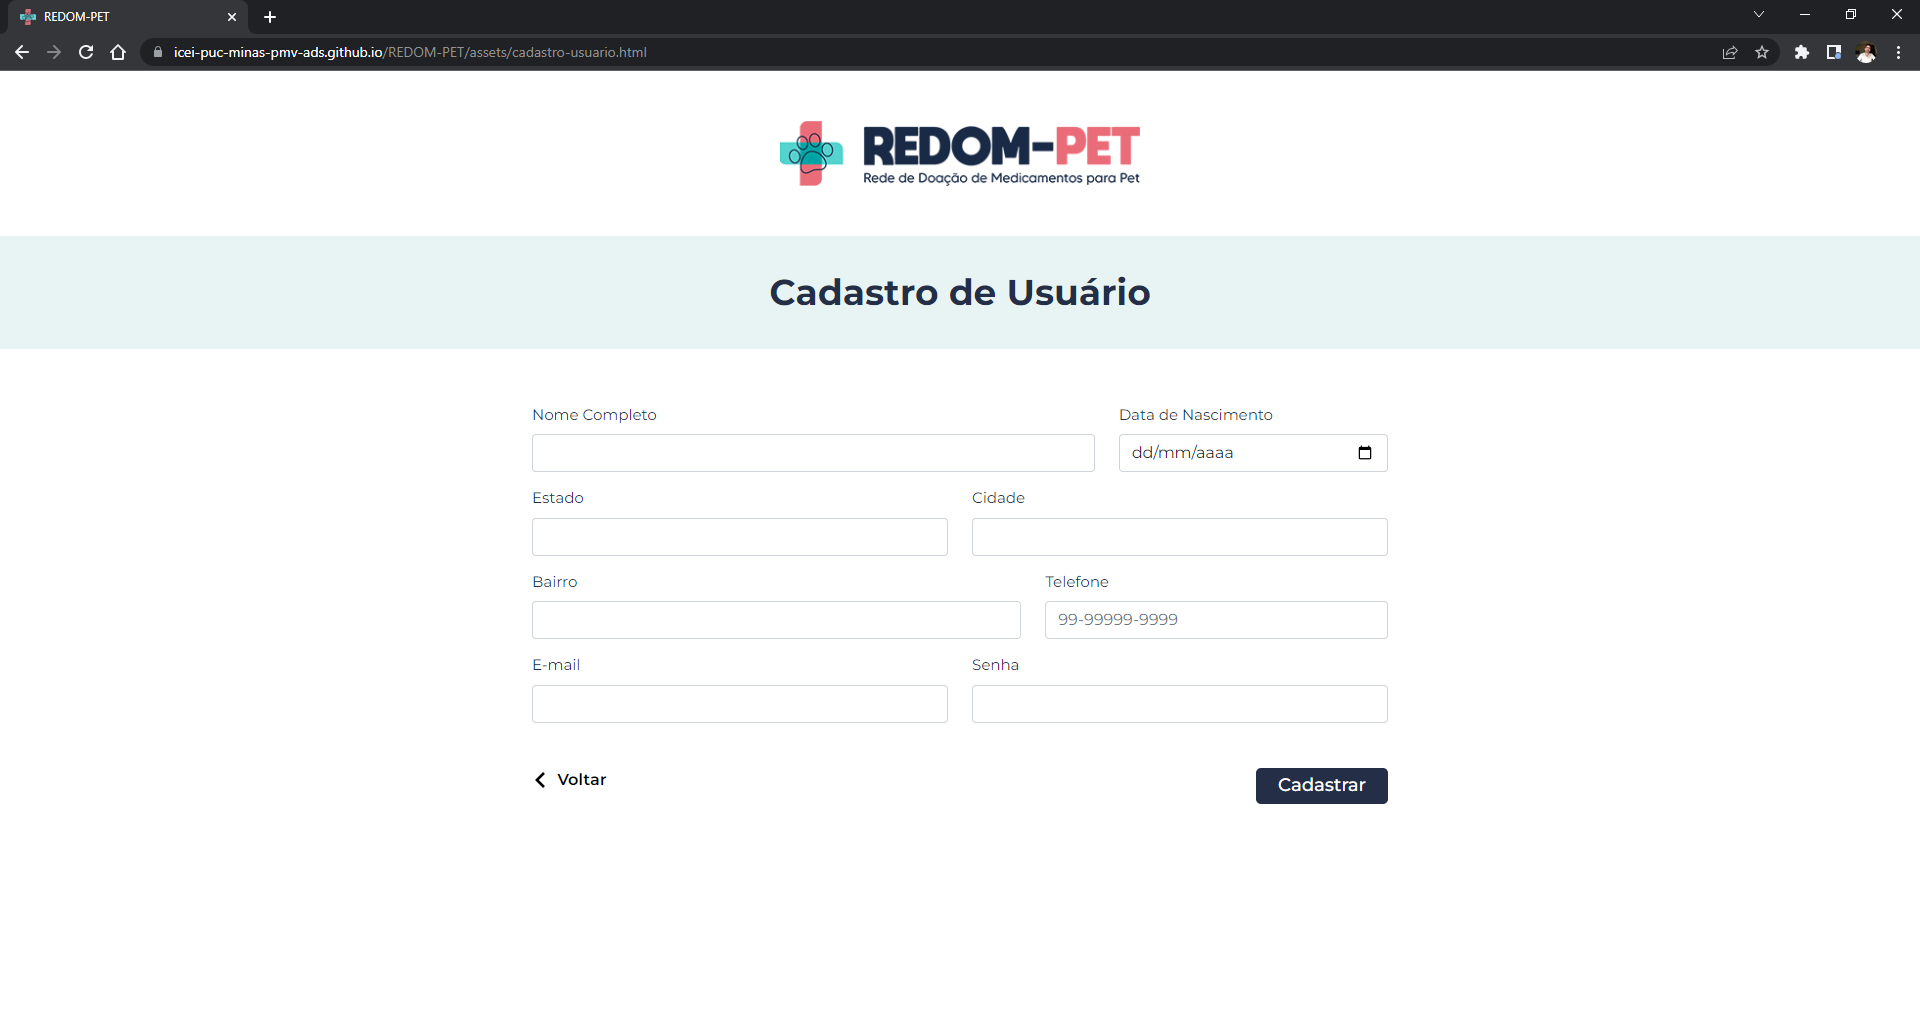 REDOM-PET
icei-puc-minas-pmv-ads.github.io/REDOM-PET/assets/cadastro-usuario.html
REDOM-PET
Rede de Doação de Medicamentos para Pet
Cadastro de Usuário
Nome Completo
Data de Nascimento
dd/mm/aaaa
Estado
Cidade
Bairro
Telefone
99-99999-9999
E-mail
Senha
Voltar
Cadastrar